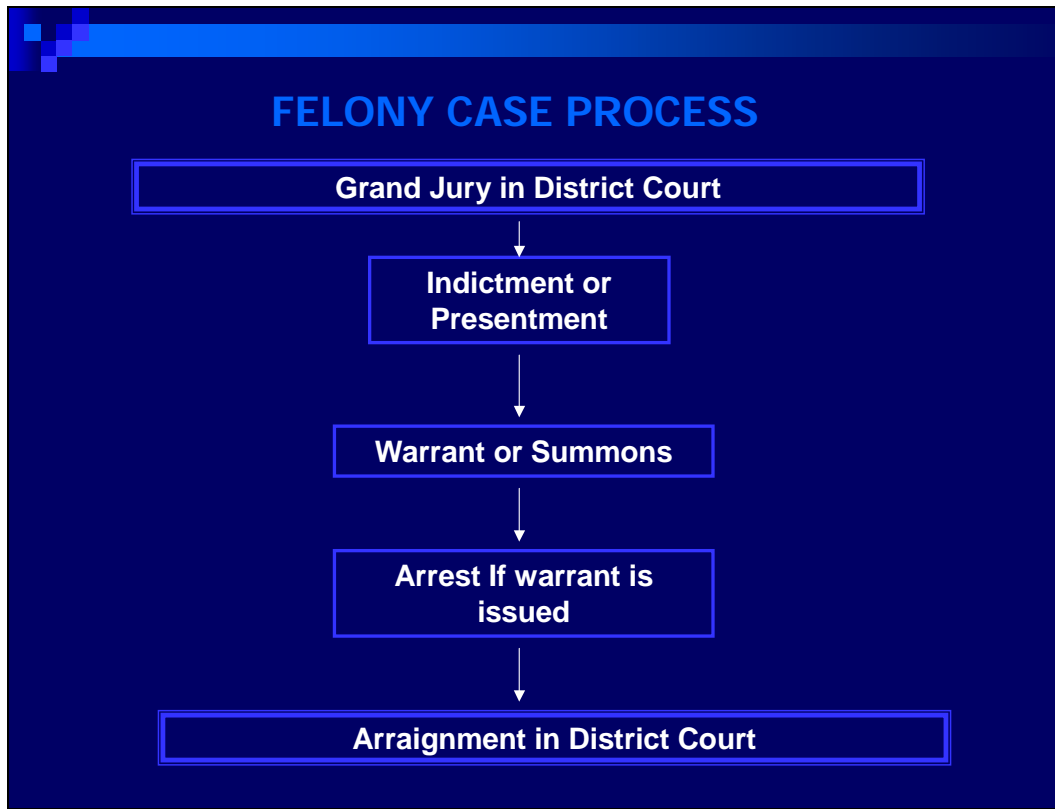 FELONY CASE PROCESS
Grand Jury in District Court
Indictment or
Presentment
Warrant or Summons
Arrest If warrant is
issued
Arraignment in District Court